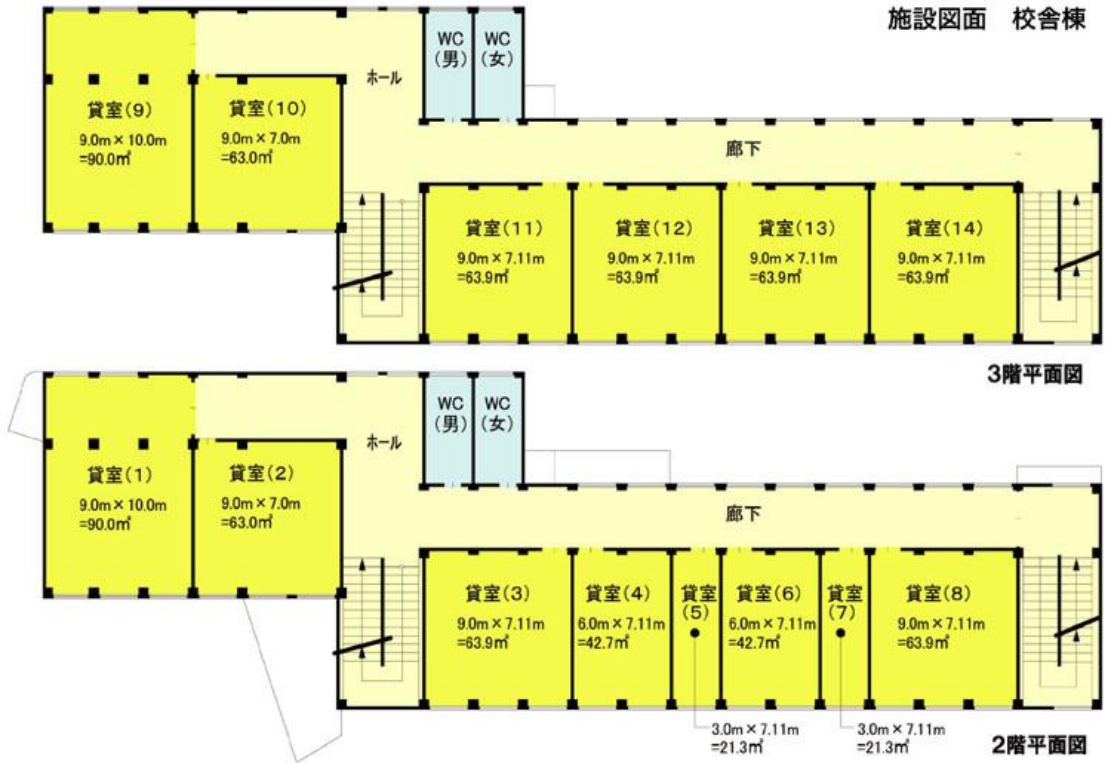 施設図面 校舎棟
WC
(男)
WC
(女)
ホール
貸室(9)
9.0m×10.0m
=90.0㎡
貸室(10)
9.0m×7.0m
=63.0㎡
廊下
貸室(11)
9.0m×7.11m
=63.9㎡
貸室(12)
9.0m×7.11m
=63.9㎡
貸室(13)
9.0m×7.11m
=63.9㎡
貸室(14)
9.0m×7.11m
=63.9㎡
3階平面図
WC
(男)
WC
(女)
ホール
貸室(1)
9.0m×10.0m
=90.0㎡
貸室(2)
9.0m×7.0m
=63.0㎡
廊下
貸室(3)
9.0m×7.11m
=63.9㎡
貸室(4)
6.0m×7.11m
=42.7㎡
貸室
(5)
貸室(6)
6.0m×7.11m
=42.7㎡
貸室
(7)
貸室(8)
9.0m×7.11m
=63.9㎡
3.0m×7.11m
=21.3㎡
3.0m×7.11m
=21.3㎡
2階平面図